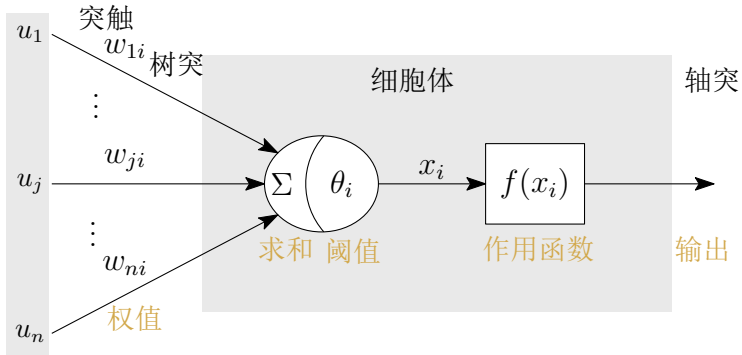 突触
u₁
w₁ᵢ
树突
细胞体
轴突
⋮
uⱼ
wⱼᵢ
Σ
θᵢ
xᵢ
f(xᵢ)
⋮
求和 阈值
作用函数
输出
wₙᵢ
权值
uₙ